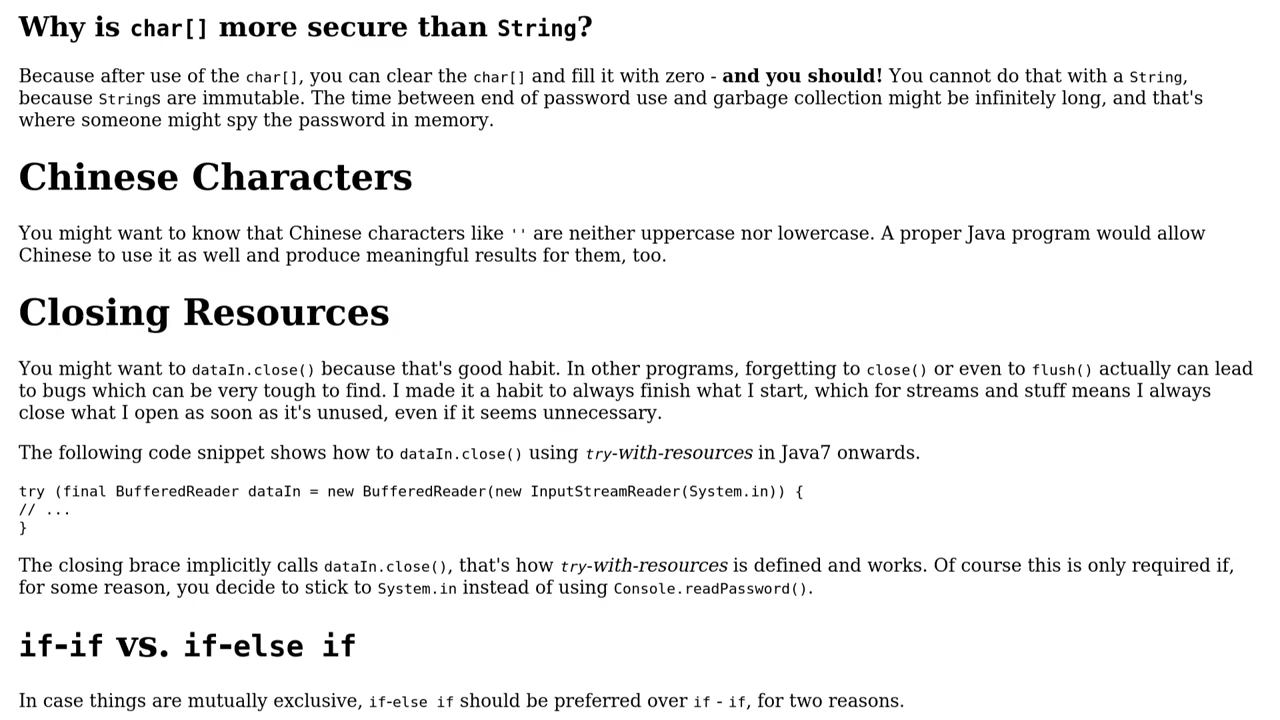 Why is char[] more secure than String?
Because after use of the char[], you can clear the char[] and fill it with zero - and you should! You cannot do that with a String,
because Strings are immutable. The time between end of password use and garbage collection might be infinitely long, and that's
where someone might spy the password in memory.
Chinese Characters
You might want to know that Chinese characters like '' are neither uppercase nor lowercase. A proper Java program would allow
Chinese to use it as well and produce meaningful results for them, too.
Closing Resources
You might want to dataIn.close() because that's good habit. In other programs, forgetting to close() or even to flush() actually can lead
to bugs which can be very tough to find. I made it a habit to always finish what I start, which for streams and stuff means I always
close what I open as soon as it's unused, even if it seems unnecessary.
The following code snippet shows how to dataIn.close() using try-with-resources in Java7 onwards.
try (final BufferedReader dataIn = new BufferedReader(new InputStreamReader(System.in)) {
// ...
}
The closing brace implicitly calls dataIn.close(), that's how try-with-resources is defined and works. Of course this is only required if,
for some reason, you decide to stick to System.in instead of using Console.readPassword().
if-if vs. if-else if
In case things are mutually exclusive, if-else if should be preferred over if - if, for two reasons.